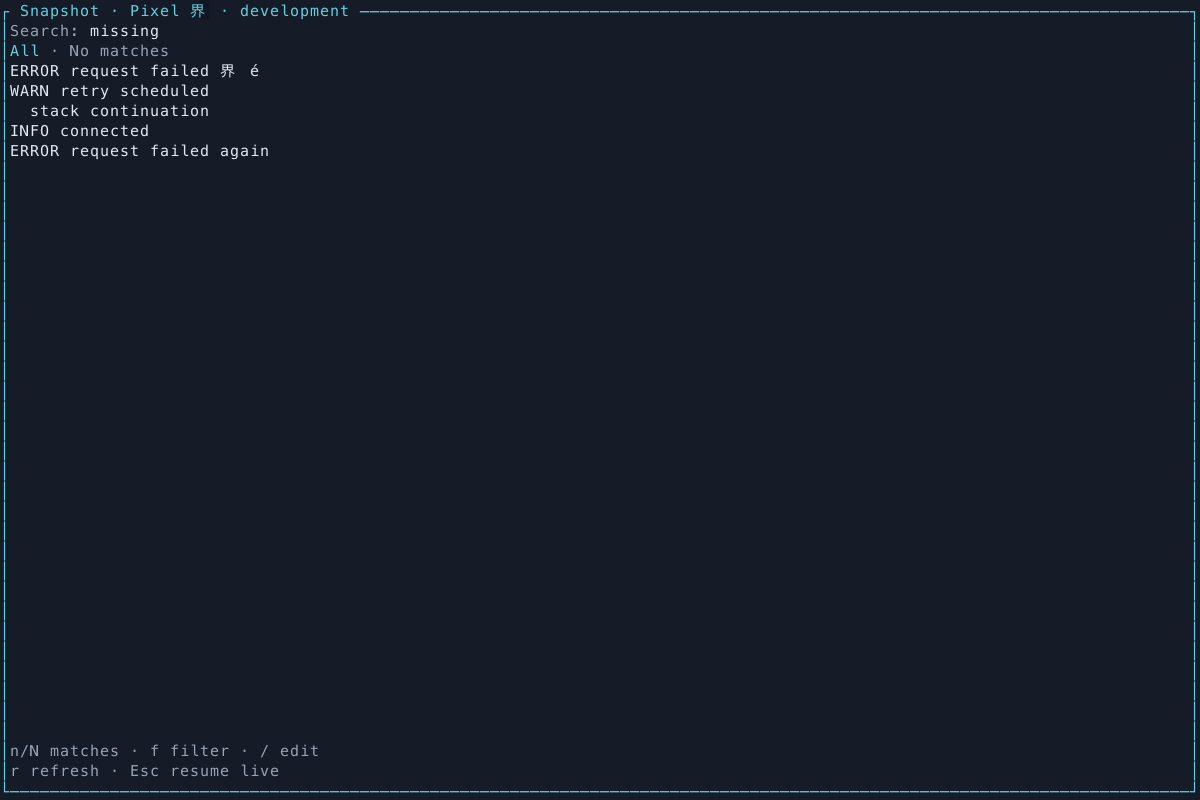 Snapshot · Pixel 界 · development
Search: missing
All · No matches
ERROR request failed 界 é
WARN retry scheduled
  stack continuation
INFO connected
ERROR request failed again
n/N matches · f filter · / edit
r refresh · Esc resume live